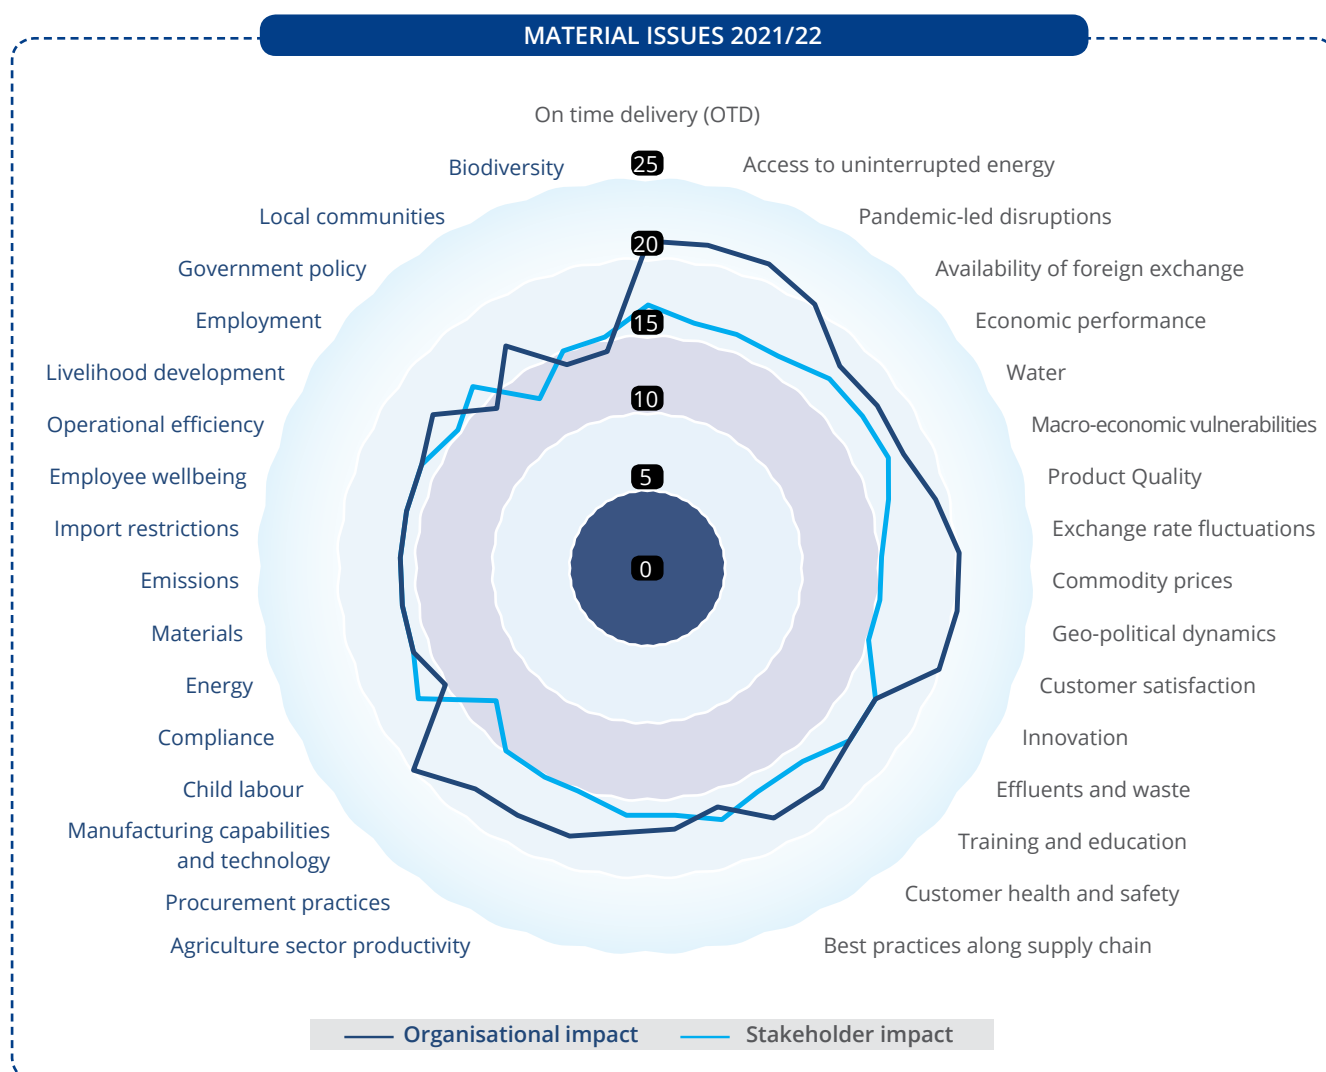 MATERIAL ISSUES 2021/22
On time delivery (OTD)
25
20
15
10
5
0
Access to uninterrupted energy
Pandemic-led disruptions
Availability of foreign exchange
Economic performance
Water
Macro-economic vulnerabilities
Product Quality
Exchange rate fluctuations
Commodity prices
Geo-political dynamics
Customer satisfaction
Innovation
Effluents and waste
Training and education
Customer health and safety
Best practices along supply chain
Biodiversity
Local communities
Government policy
Employment
Livelihood development
Operational efficiency
Employee wellbeing
Import restrictions
Emissions
Materials
Energy
Compliance
Child labour
Manufacturing capabilities
and technology
Procurement practices
Agriculture sector productivity
Organisational impact
Stakeholder impact